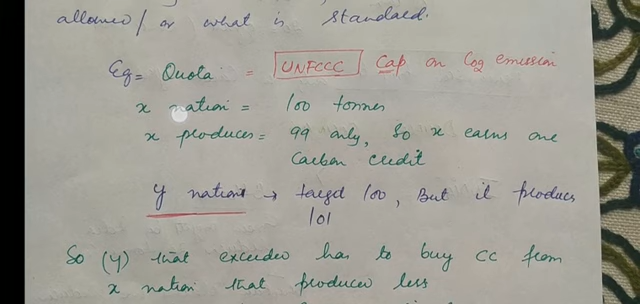 allowed / or what is standard.
Eg = Quota = UNFCCC Cap on Co2 emission
x nation = 100 tonnes
x produces = 99 only, So x earns one
Carbon Credit
Y nation → target 100, But it produces
101
So (Y) that exceeded has to buy CC from
x nation that produced less